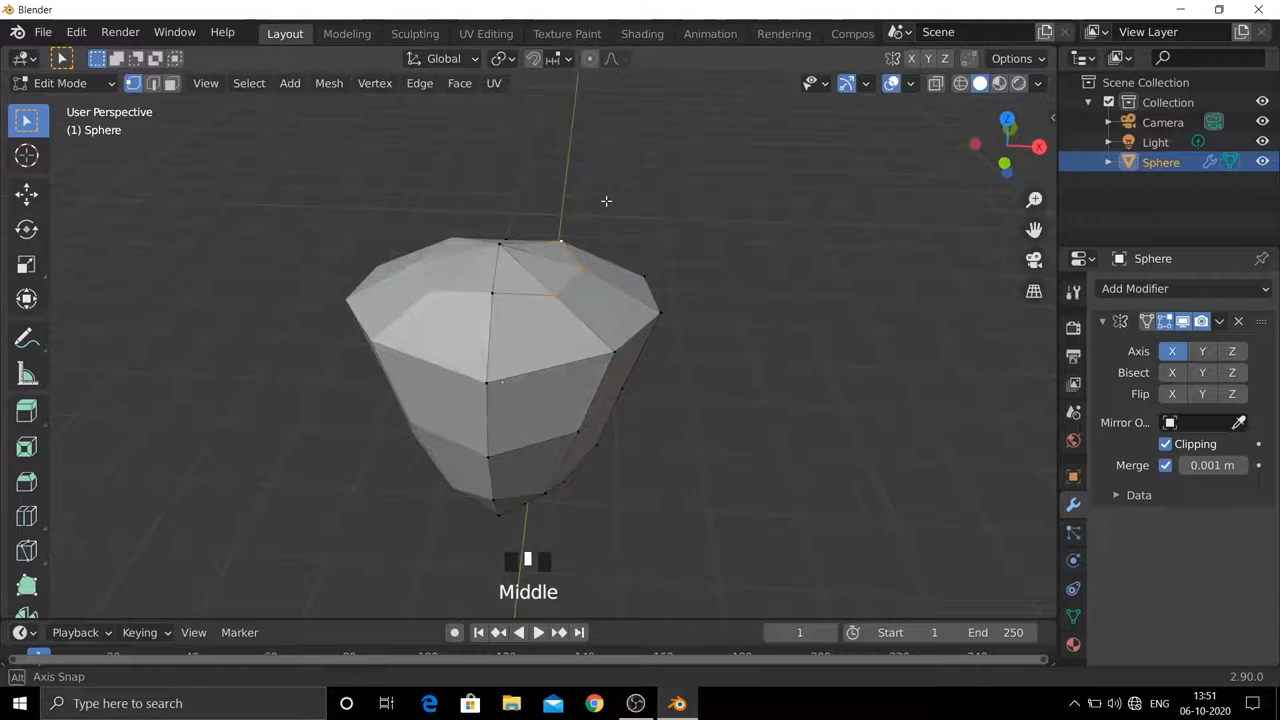 Blender
File Edit Render Window Help Layout Modeling Sculpting UV Editing Texture Paint Shading Animation Rendering Compos Scene View Layer
Global Options
Edit Mode View Select Add Mesh Vertex Edge Face UV
X Y Z
User Perspective
(1) Sphere
Z
X
Scene Collection
Collection
Camera
Light
Sphere
Sphere
Add Modifier
Axis X Y Z
Bisect X Y Z
Flip X Y Z
Mirror O...
Clipping
Merge 0.001 m
Data
Middle
Playback Keying View Marker 1 Start 1 End 250
Alt Axis Snap 2.90.0
Type here to search
ENG
13:51
06-10-2020